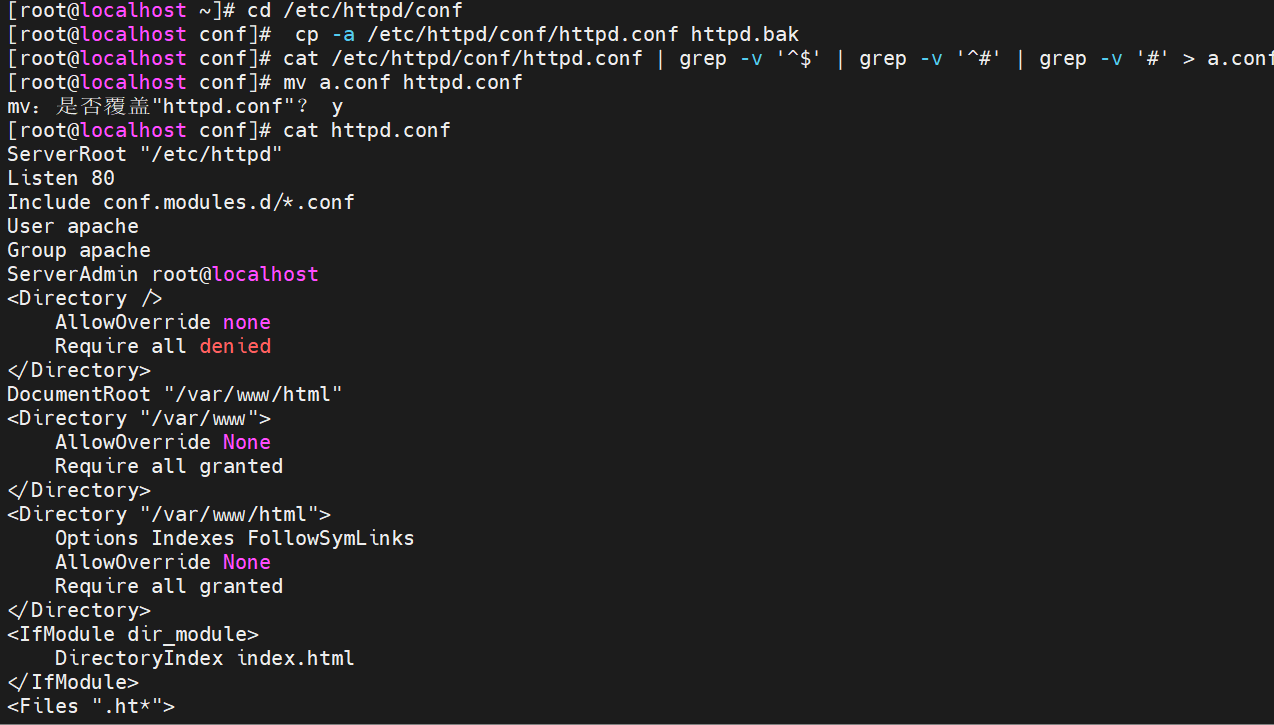 [root@localhost ~]# cd /etc/httpd/conf
[root@localhost conf]#  cp -a /etc/httpd/conf/httpd.conf httpd.bak
[root@localhost conf]# cat /etc/httpd/conf/httpd.conf | grep -v '^$' | grep -v '^#' | grep -v '#' > a.conf
[root@localhost conf]# mv a.conf httpd.conf
mv：是否覆盖"httpd.conf"？ y
[root@localhost conf]# cat httpd.conf
ServerRoot "/etc/httpd"
Listen 80
Include conf.modules.d/*.conf
User apache
Group apache
ServerAdmin root@localhost
<Directory />
    AllowOverride none
    Require all denied
</Directory>
DocumentRoot "/var/www/html"
<Directory "/var/www">
    AllowOverride None
    Require all granted
</Directory>
<Directory "/var/www/html">
    Options Indexes FollowSymLinks
    AllowOverride None
    Require all granted
</Directory>
<IfModule dir_module>
    DirectoryIndex index.html
</IfModule>
<Files ".ht*">